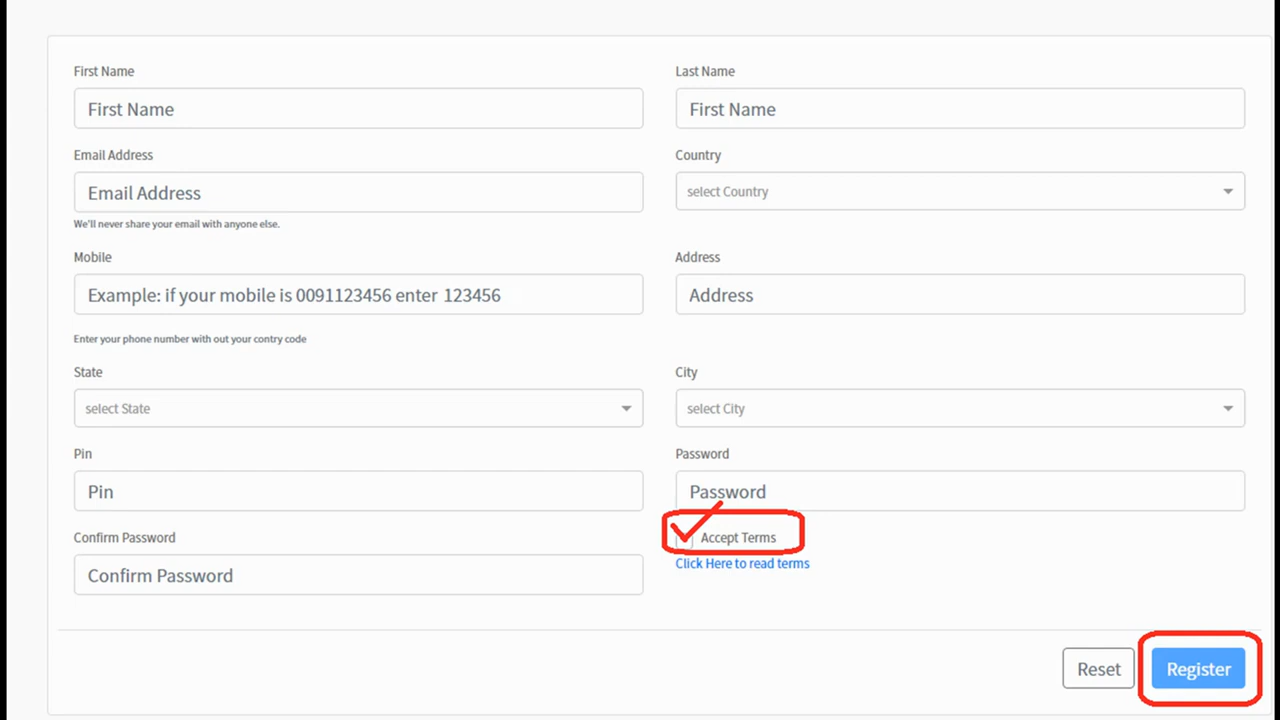 First Name
Last Name
First Name
First Name
Email Address
Country
Email Address
select Country
We'll never share your email with anyone else.
Mobile
Address
Example: if your mobile is 0091123456 enter 123456
Address
Enter your phone number with out your contry code
State
City
select State
select City
Pin
Password
Pin
Password
Confirm Password
Accept Terms
Click Here to read terms
Confirm Password
Reset
Register